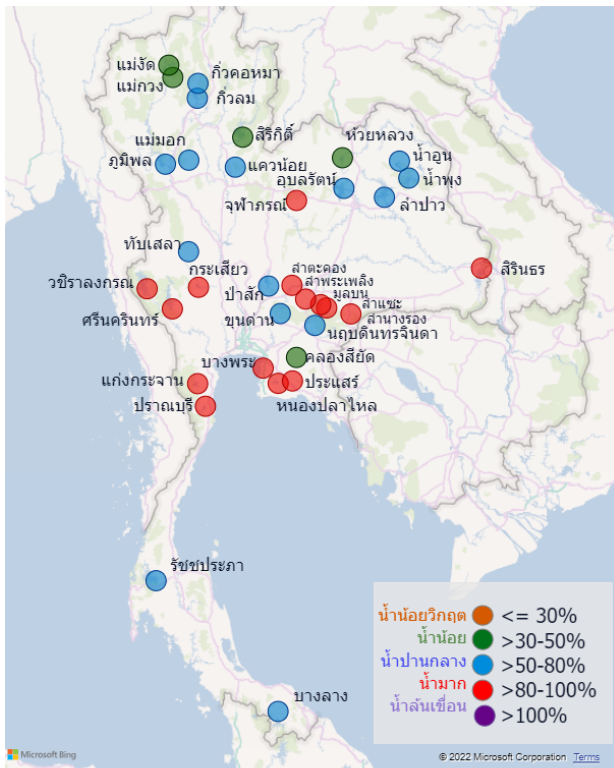 แม่งัด
แม่กวง
กิ่วคอหมา
กิ่วลม
สิริกิติ์
ห้วยหลวง
แม่มอก
ภูมิพล
แควน้อย
อุบลรัตน์
น้ำอูน
น้ำพุง
จุฬาภรณ์
ลำปาว
ทับเสลา
วชิราลงกรณ
กระเสียว
ศรีนครินทร์
ป่าสัก
ขุนด่าน
ลำตะคอง
ลำพระเพลิง
มูลบน
ลำแชะ
ลำนางรอง
นฤบดินทรจินดา
สิรินธร
คลองสียัด
บางพระ
ประแสร์
หนองปลาไหล
แก่งกระจาน
ปราณบุรี
รัชชประภา
บางลาง
น้ำน้อยวิกฤต <= 30%
น้ำน้อย >30-50%
น้ำปานกลาง >50-80%
น้ำมาก >80-100%
น้ำล้นเขื่อน >100%
Microsoft Bing
© 2022 Microsoft Corporation Terms